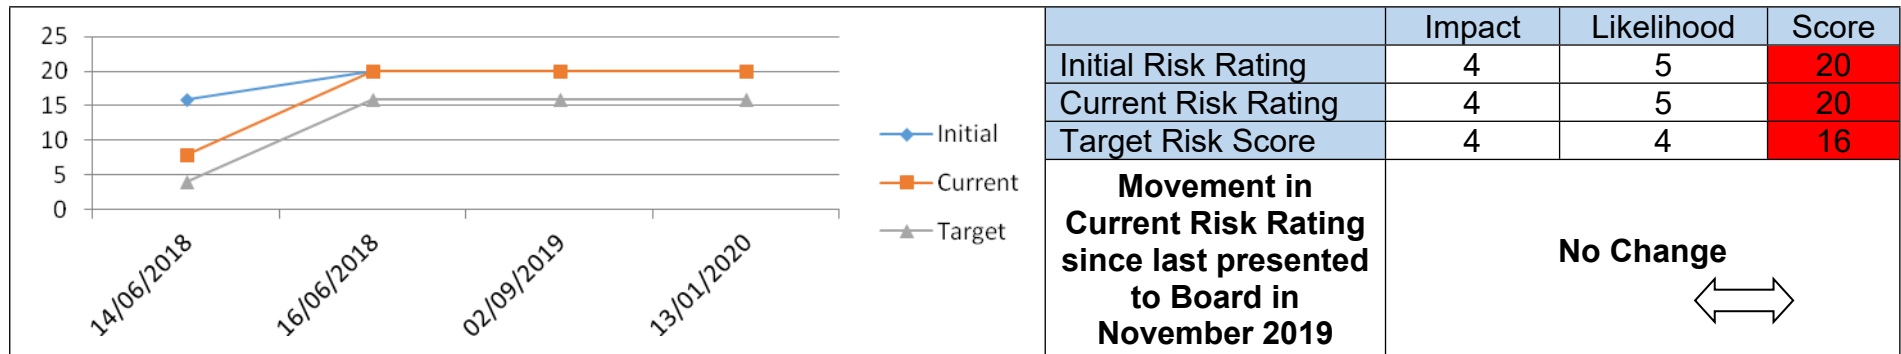 25
20
15
10
5
0
14/06/2018
16/06/2018
02/09/2019
13/01/2020
Initial
Current
Target
Impact Likelihood Score
Initial Risk Rating 4 5 20
Current Risk Rating 4 5 20
Target Risk Score 4 4 16
Movement in
Current Risk Rating
since last presented
to Board in
November 2019
No Change